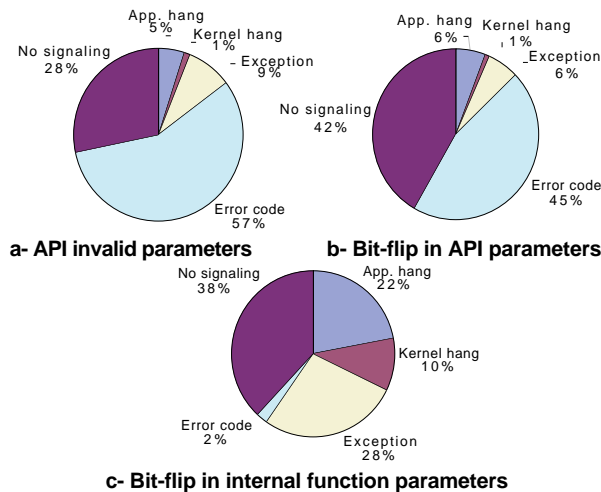 App. hang
5%
Kernel hang
1%
Exception
9%
No signaling
28%
Error code
57%
a- API invalid parameters
App. hang
6%
Kernel hang
1%
Exception
6%
No signaling
42%
Error code
45%
b- Bit-flip in API parameters
No signaling
38%
App. hang
22%
Kernel hang
10%
Error code
2%
Exception
28%
c- Bit-flip in internal function parameters